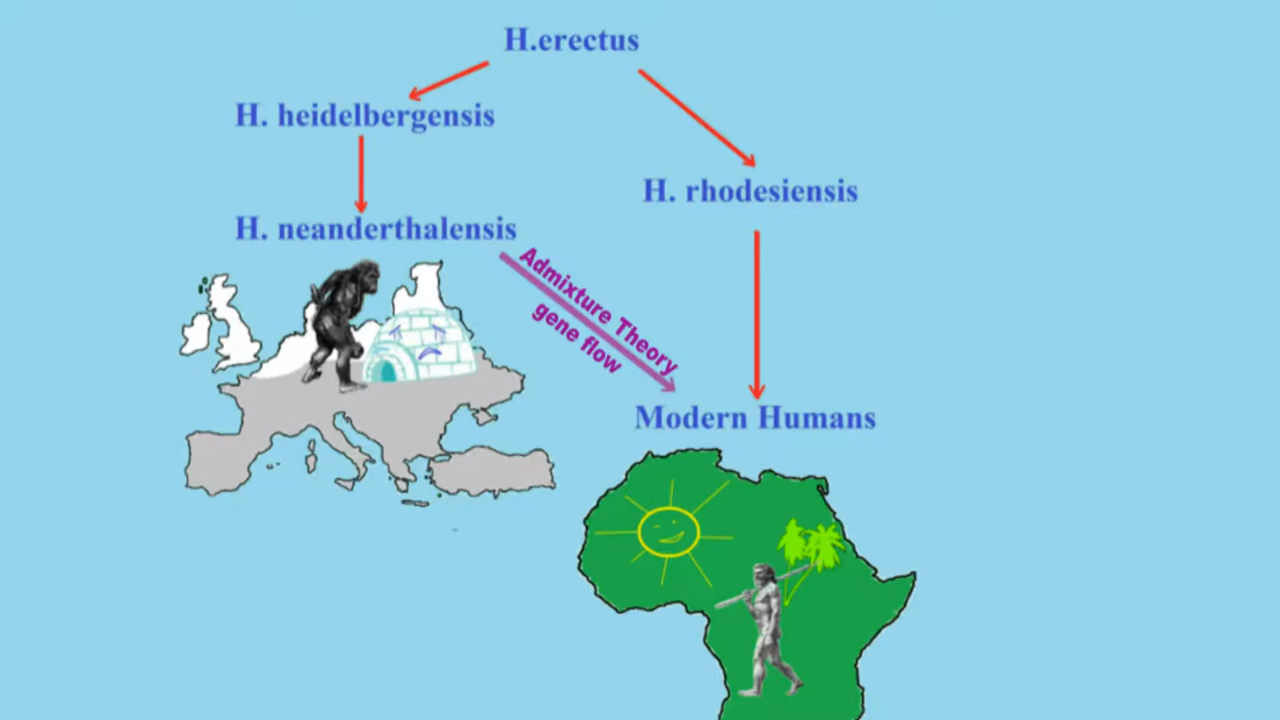 H.erectus
H. heidelbergensis
H. rhodesiensis
H. neanderthalensis
Admixture Theory
gene flow
Modern Humans